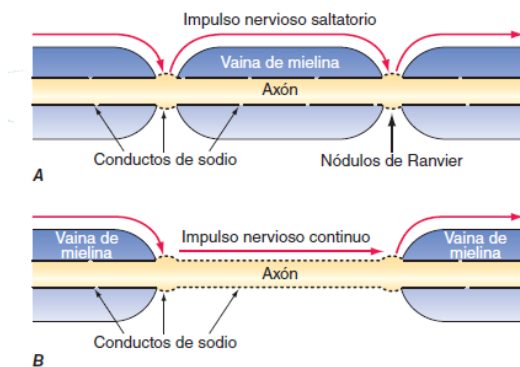 Impulso nervioso saltatorio
Vaina de mielina
Axón
Conductos de sodio
Nódulos de Ranvier
A
Vaina de
mielina
Impulso nervioso continuo
Vaina de
mielina
Axón
Conductos de sodio
B